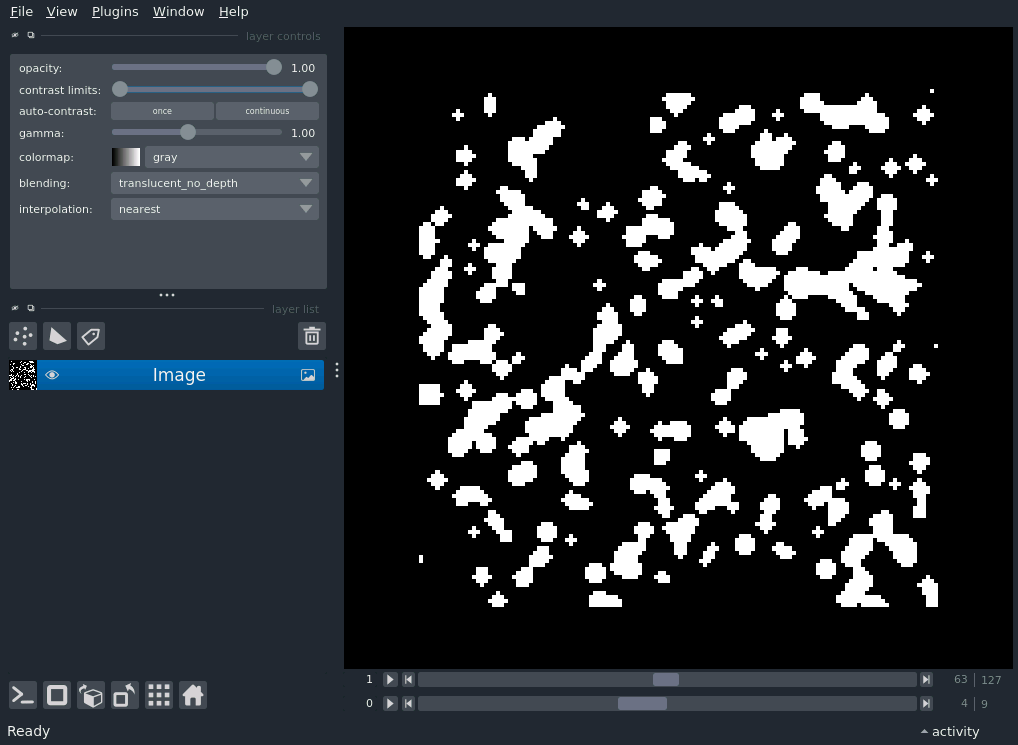 File View Plugins Window Help
layer controls
opacity: 1.00
contrast limits:
auto-contrast: once continuous
gamma: 1.00
colormap: gray
blending: translucent_no_depth
interpolation: nearest
layer list
Image
1 63 127
0 4 9
Ready activity